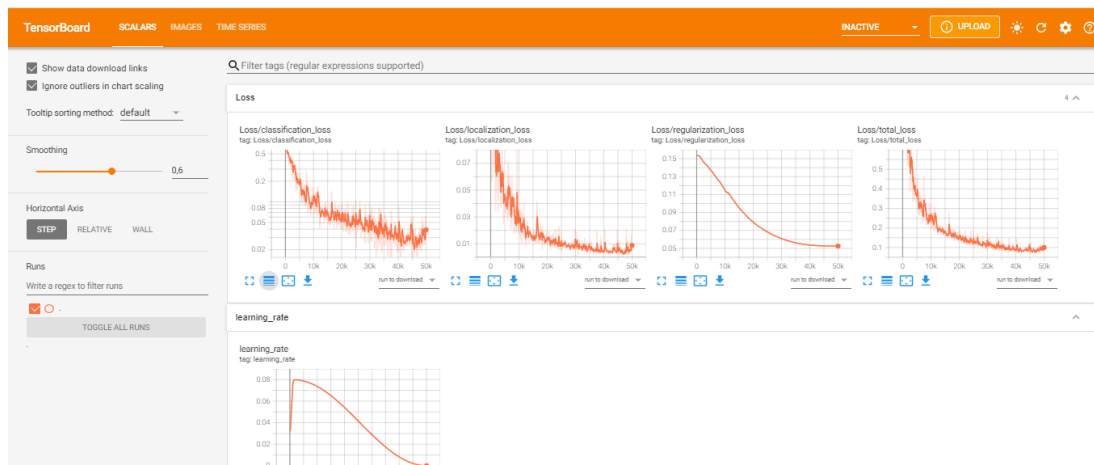 TensorBoard SCALARS IMAGES TIME SERIES INACTIVE UPLOAD
Show data download links
Ignore outliers in chart scaling
Tooltip sorting method: default
Smoothing
0,6
Horizontal Axis
STEP RELATIVE WALL
Runs
Write a regex to filter runs
.
TOGGLE ALL RUNS
.
Filter tags (regular expressions supported)
Loss 4
Loss/classification_loss
tag: Loss/classification_loss
0.5
0.2
0.08
0.05
0.02
0 10k 20k 30k 40k 50k
run to download
Loss/localization_loss
tag: Loss/localization_loss
0.07
0.05
0.03
0.01
0 10k 20k 30k 40k 50k
run to download
Loss/regularization_loss
tag: Loss/regularization_loss
0.15
0.13
0.11
0.09
0.07
0.05
0 10k 20k 30k 40k 50k
run to download
Loss/total_loss
tag: Loss/total_loss
0.5
0.4
0.3
0.2
0.1
0 10k 20k 30k 40k 50k
run to download
learning_rate
learning_rate
tag: learning_rate
0.08
0.06
0.04
0.02
0